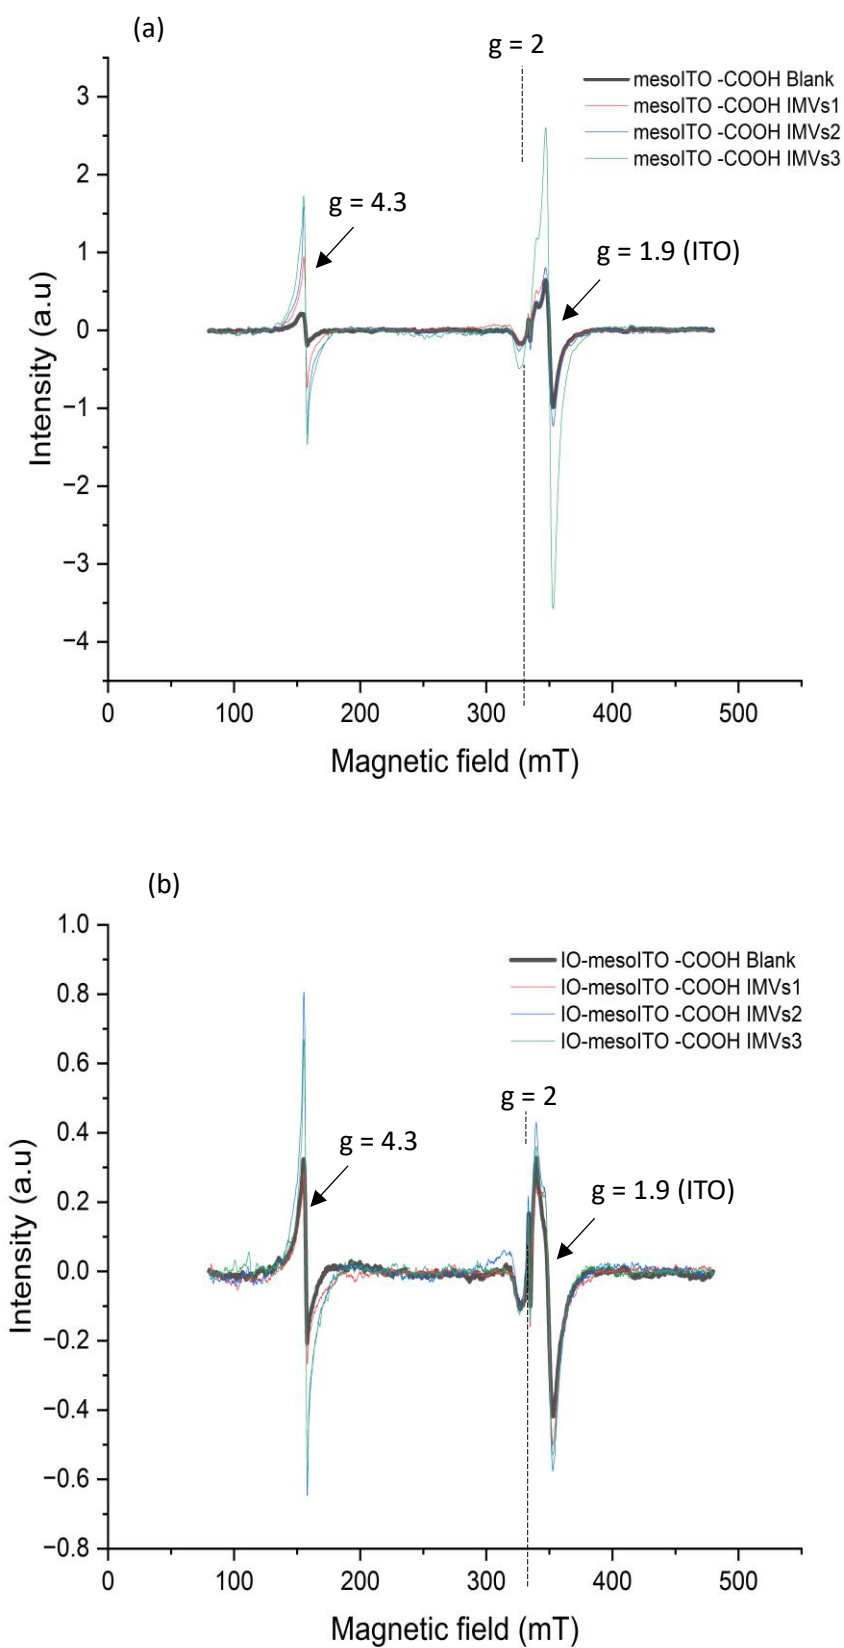 (a)
g = 2
mesoITO -COOH Blank
mesoITO -COOH IMVs1
mesoITO -COOH IMVs2
mesoITO -COOH IMVs3
g = 4.3
g = 1.9 (ITO)
Intensity (a.u)
3
2
1
0
−1
−2
−3
−4
0 100 200 300 400 500
Magnetic field (mT)
(b)
IO-mesoITO -COOH Blank
IO-mesoITO -COOH IMVs1
IO-mesoITO -COOH IMVs2
IO-mesoITO -COOH IMVs3
g = 2
g = 4.3
g = 1.9 (ITO)
Intensity (a.u)
1.0
0.8
0.6
0.4
0.2
0.0
−0.2
−0.4
−0.6
−0.8
0 100 200 300 400 500
Magnetic field (mT)